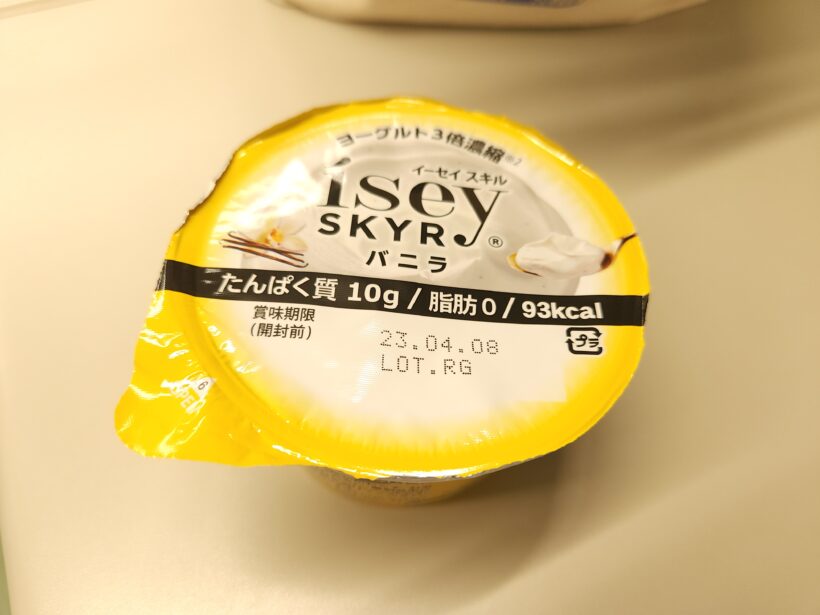 ヨーグルト3倍濃縮
イーセイ スキル
isey
SKYR®
バニラ
たんぱく質 10g / 脂肪0 / 93kcal
賞味期限
(開封前)
23.04.08
LOT.RG
プラ